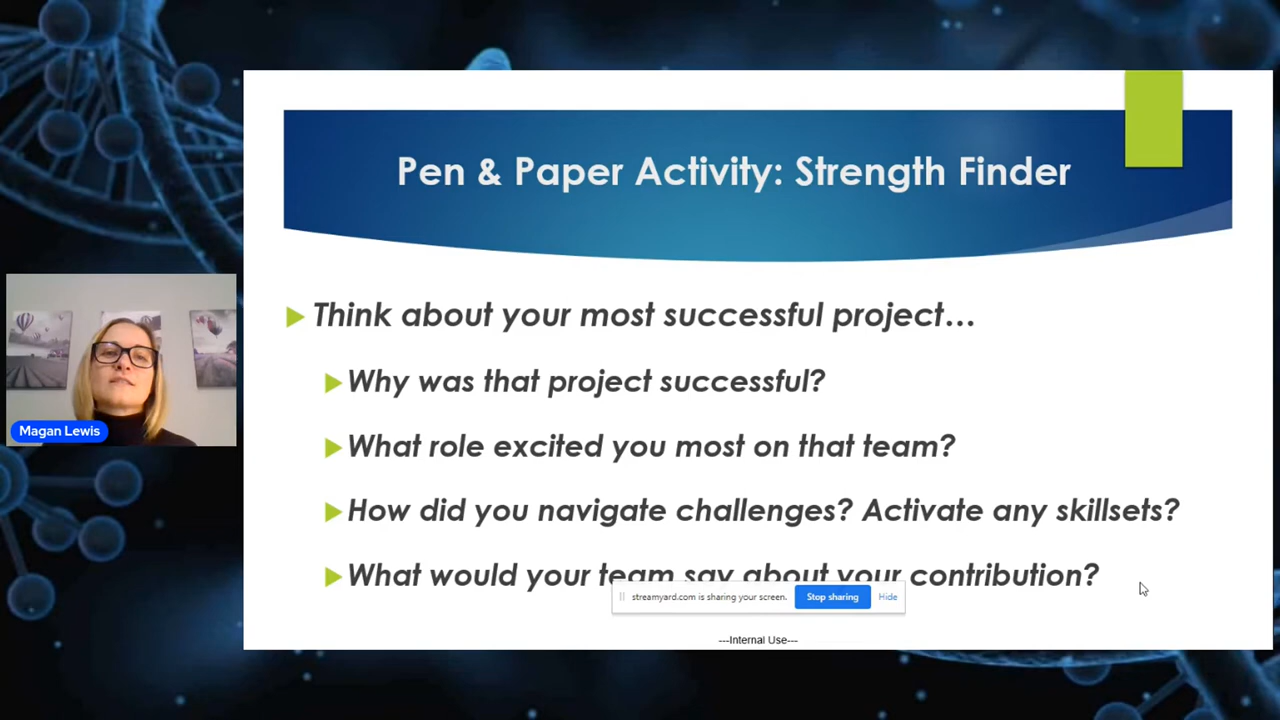 Pen & Paper Activity: Strength Finder
Think about your most successful project...
Why was that project successful?
What role excited you most on that team?
How did you navigate challenges? Activate any skillsets?
What would your team say about your contribution?
streamyard.com is sharing your screen.
Stop sharing
Hide
---Internal Use---
Magan Lewis